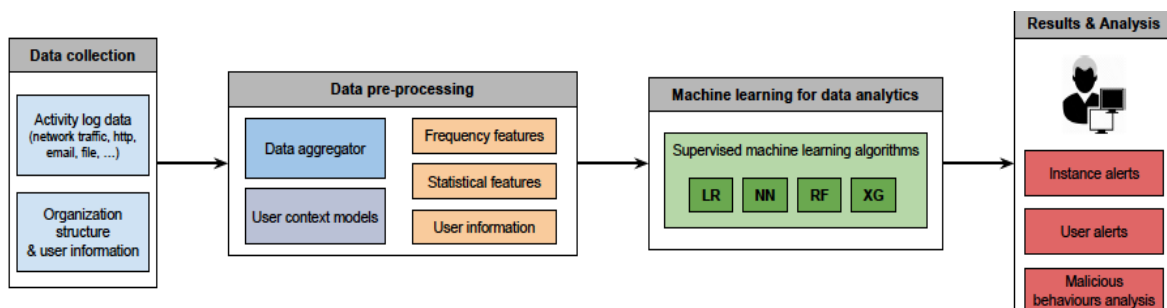 Data collection
Activity log data
(network traffic, http,
email, file, ...)
Organization
structure
& user information
Data pre-processing
Data aggregator
User context models
Frequency features
Statistical features
User information
Machine learning for data analytics
Supervised machine learning algorithms
LR NN RF XG
Results & Analysis
Instance alerts
User alerts
Malicious
behaviours analysis